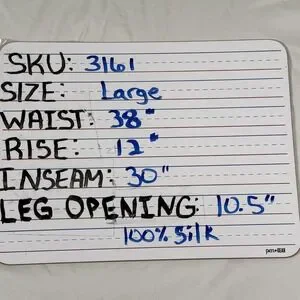 SKU: 3161
SIZE: Large
WAIST: 38"
RISE: 12"
INSEAM: 30"
LEG OPENING: 10.5"
100% Silk